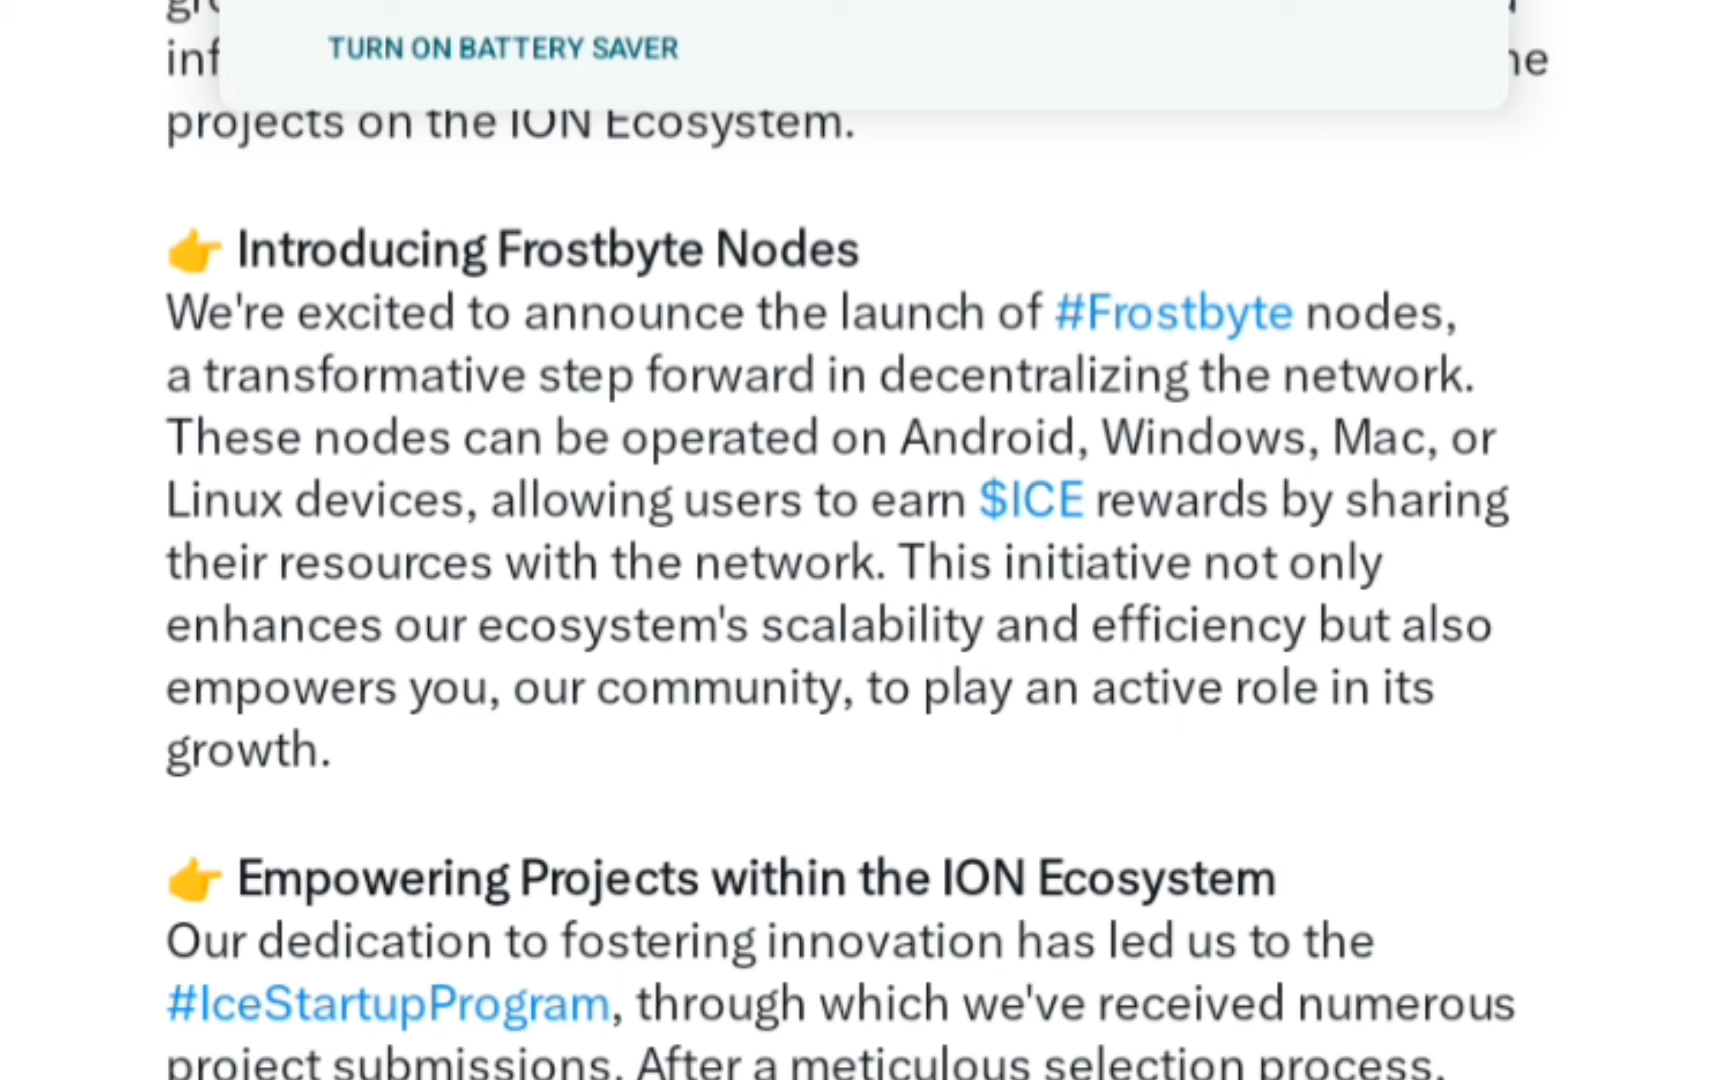 TURN ON BATTERY SAVER
inf
projects on the ION Ecosystem.
👉 Introducing Frostbyte Nodes
We're excited to announce the launch of #Frostbyte nodes,
a transformative step forward in decentralizing the network.
These nodes can be operated on Android, Windows, Mac, or
Linux devices, allowing users to earn $ICE rewards by sharing
their resources with the network. This initiative not only
enhances our ecosystem's scalability and efficiency but also
empowers you, our community, to play an active role in its
growth.
👉 Empowering Projects within the ION Ecosystem
Our dedication to fostering innovation has led us to the
#IceStartupProgram, through which we've received numerous
project submissions. After a meticulous selection process,